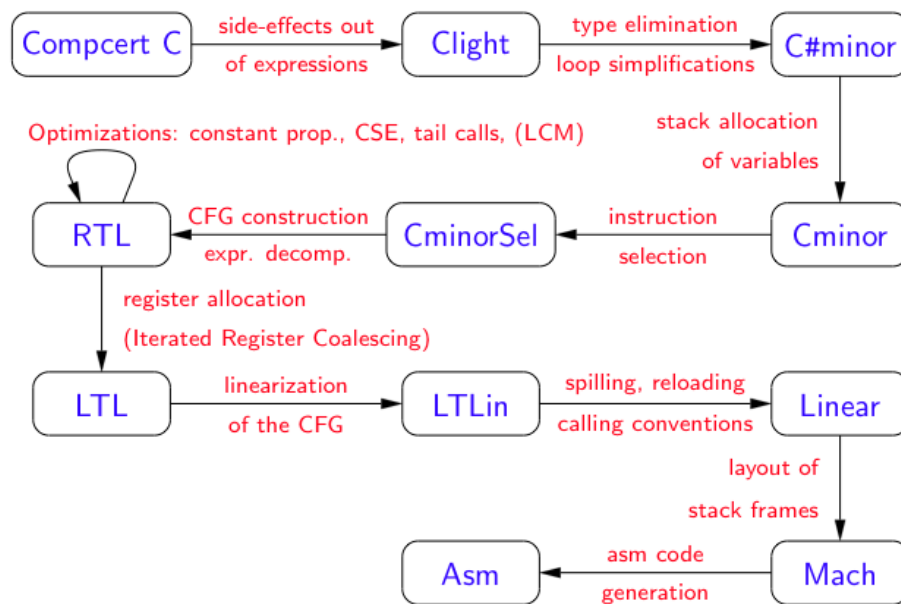 Compcert C
side-effects out
of expressions
Clight
type elimination
loop simplifications
C#minor
stack allocation
of variables
Optimizations: constant prop., CSE, tail calls, (LCM)
RTL
CFG construction
expr. decomp.
CminorSel
instruction
selection
Cminor
register allocation
(Iterated Register Coalescing)
LTL
linearization
of the CFG
LTLin
spilling, reloading
calling conventions
Linear
layout of
stack frames
Asm
asm code
generation
Mach